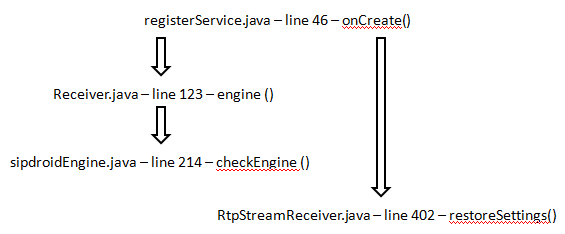 registerService.java – line 46 – onCreate()
Receiver.java – line 123 – engine ()
sipdroidEngine.java – line 214 – checkEngine ()
RtpStreamReceiver.java – line 402 – restoreSettings()